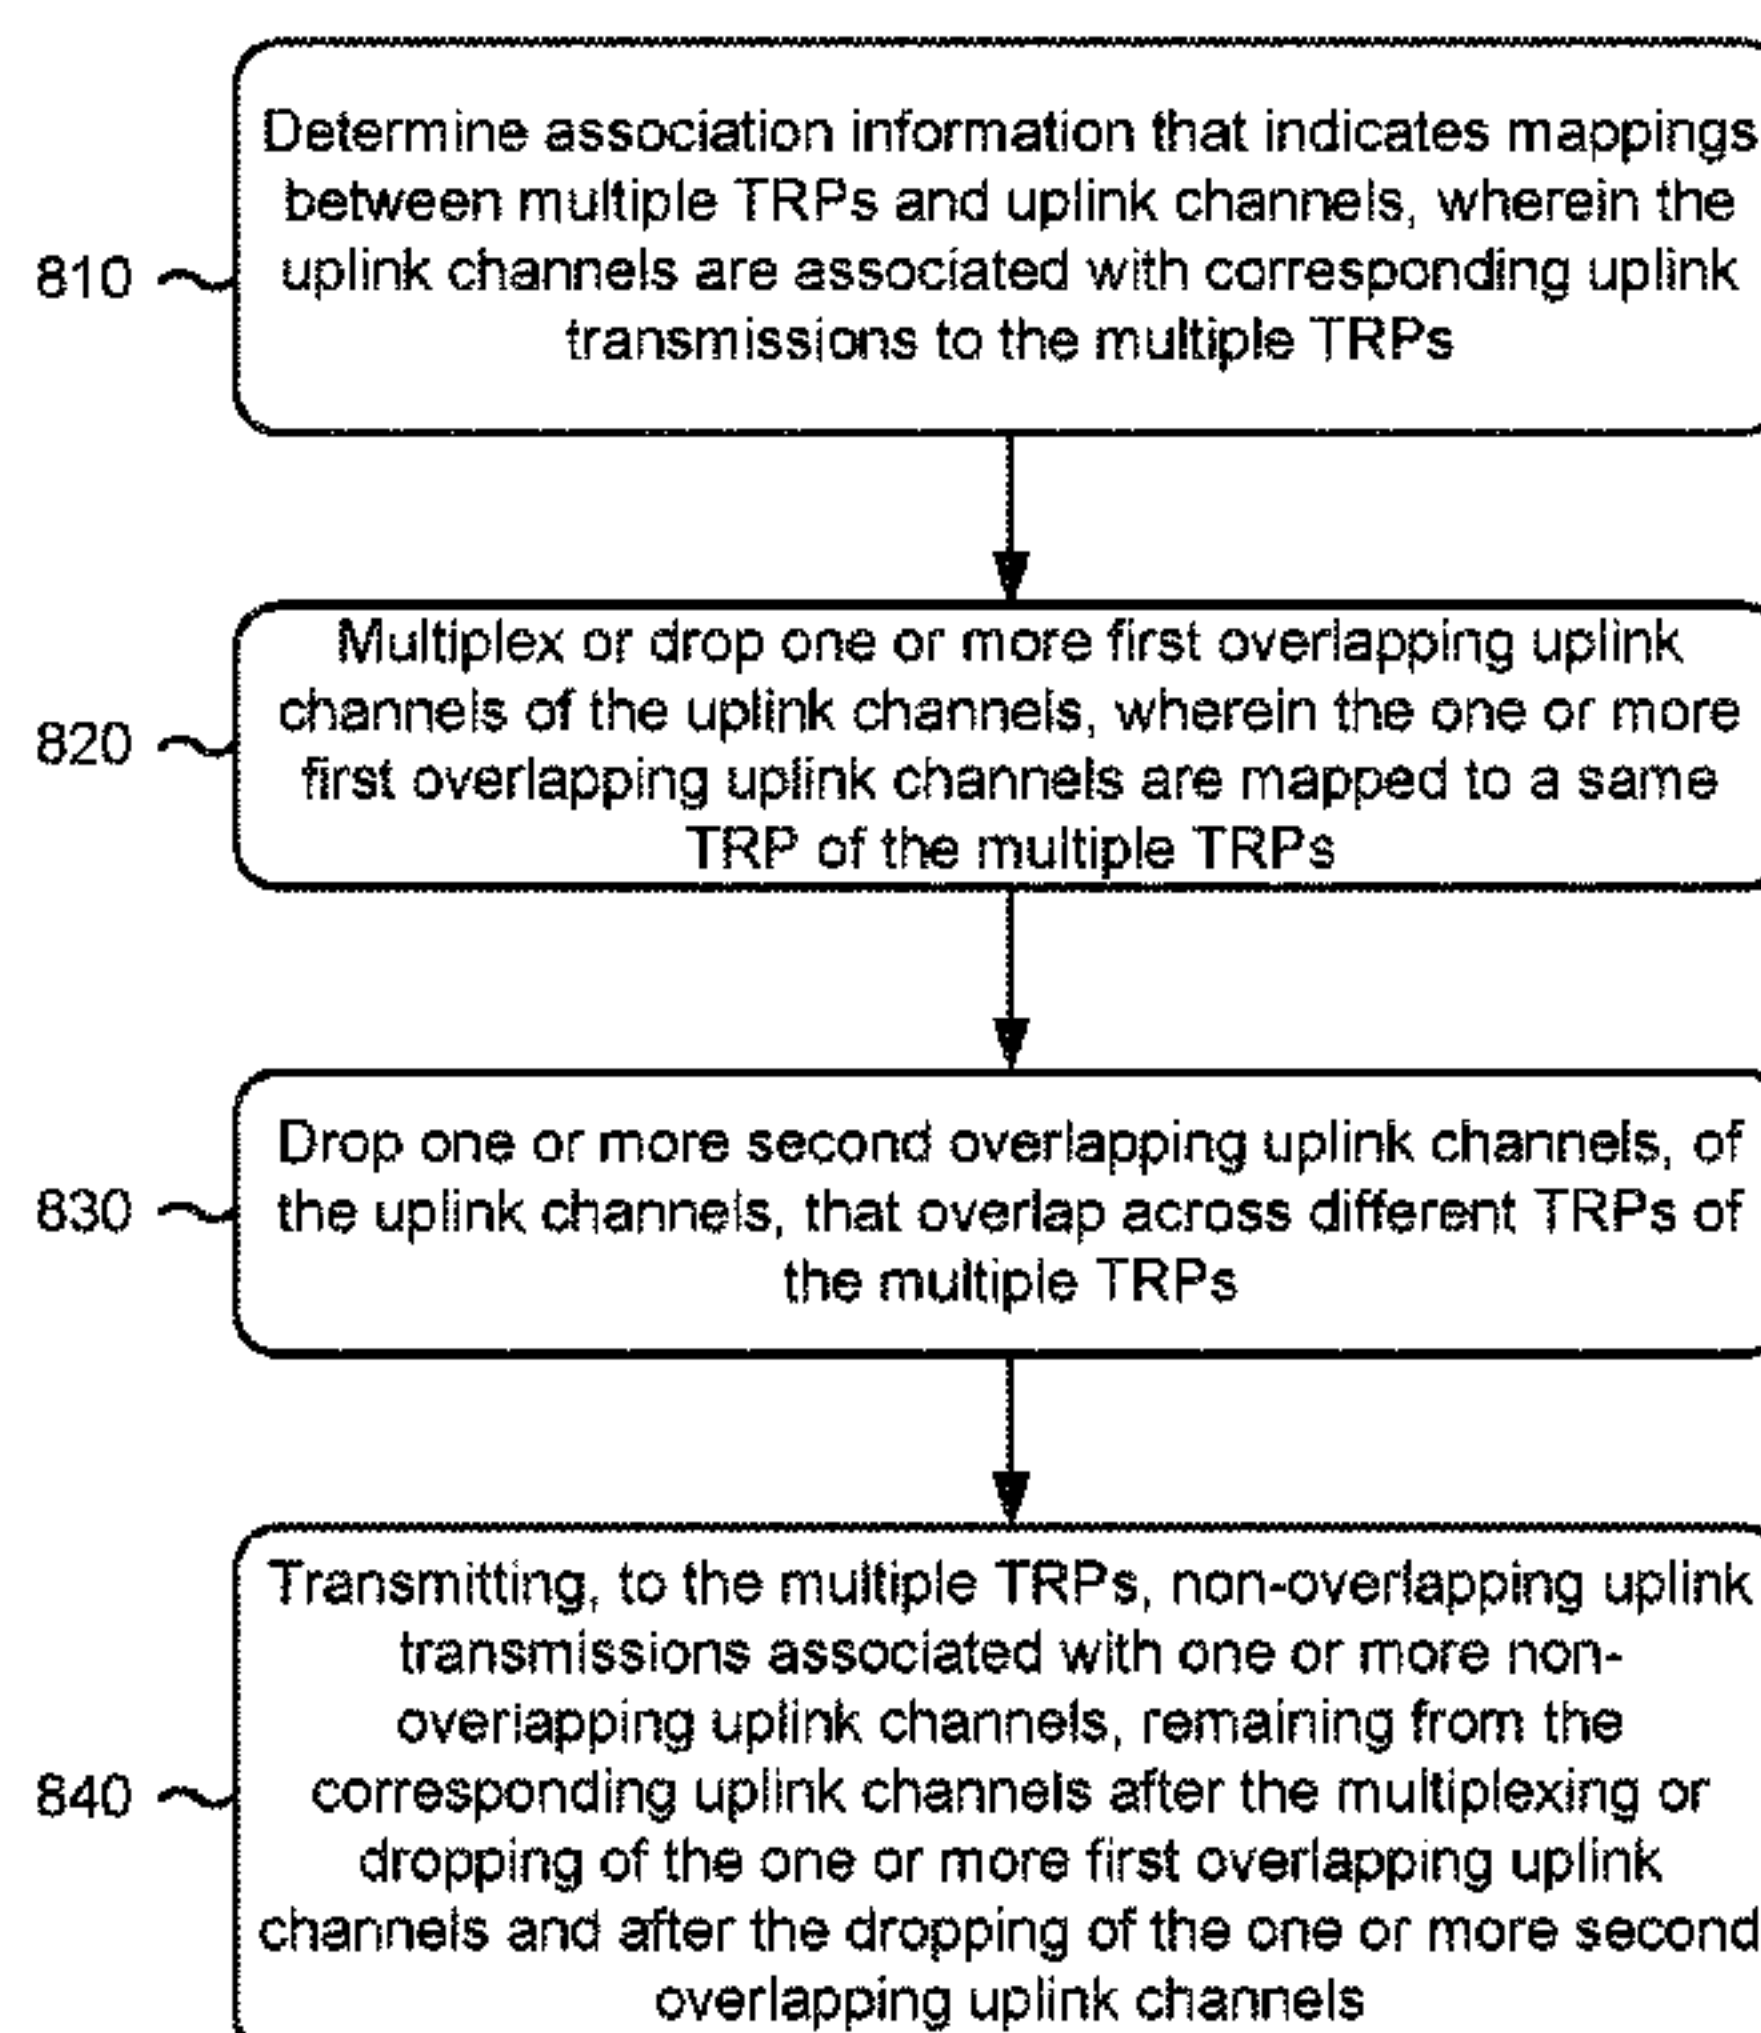 Determine association information that indicates mappings
between multiple TRPs and uplink channels, wherein the
810
uplink channels are associated with corresponding uplink
transmissions to the multiple TRPs
Multiplex or drop one or more first overlapping uplink
channels of the uplink channels, wherein the one or more
820
first overlapping uplink channels are mapped to a same
TRP of the multiple TRPs
Drop one or more second overlapping uplink channels, of
830
the uplink channels, that overlap across different TRPs of
the multiple TRPs
Transmitting, to the multiple TRPs, non-overlapping uplink
transmissions associated with one or more non-
overlapping uplink channels, remaining from the
840
corresponding uplink channels after the multiplexing or
dropping of the one or more first overlapping uplink
channels and after the dropping of the one or more second
overlapping uplink channels